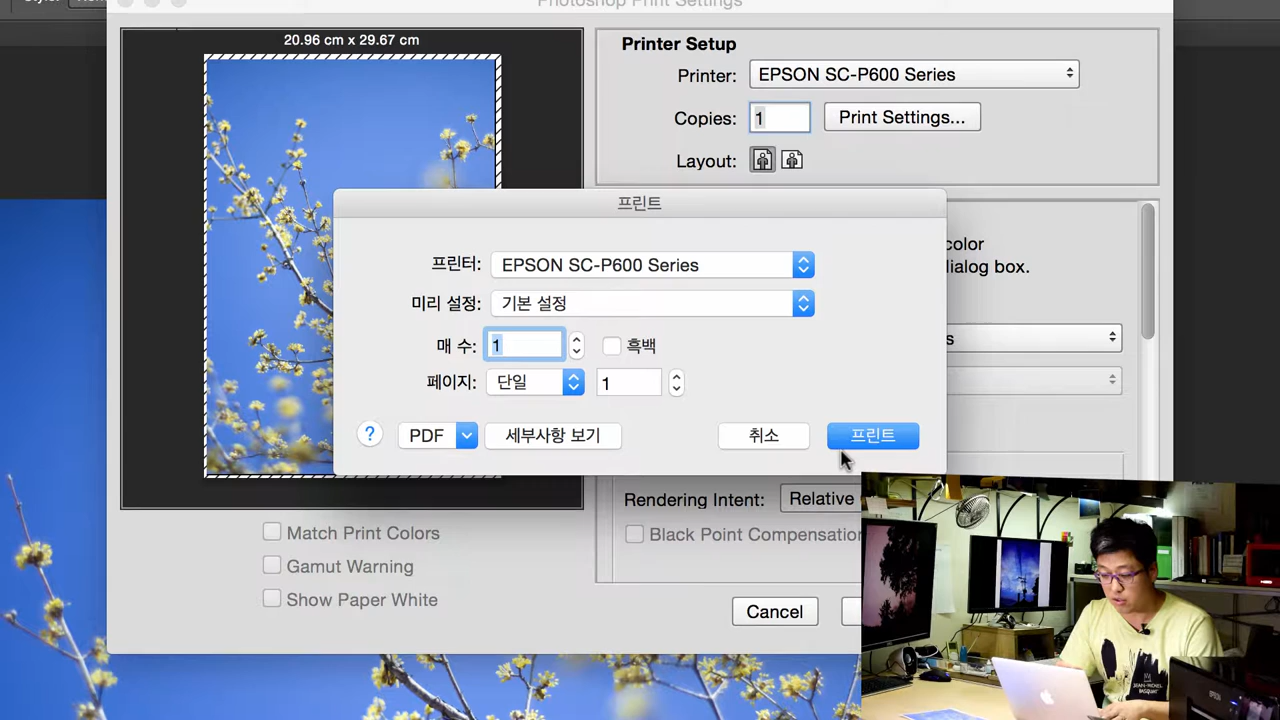 Photoshop Print Settings
20.96 cm x 29.67 cm
Printer Setup
Printer: EPSON SC-P600 Series
Copies: 1 Print Settings...
Layout:
color
dialog box.
s
프린트
프린터: EPSON SC-P600 Series
미리 설정: 기본 설정
매 수: 1 흑백
페이지: 단일 1
? PDF 세부사항 보기 취소 프린트
Rendering Intent: Relative
Black Point Compensation
Match Print Colors
Gamut Warning
Show Paper White
Cancel
JEAN-MICHEL
BASQUIAT
EPSON